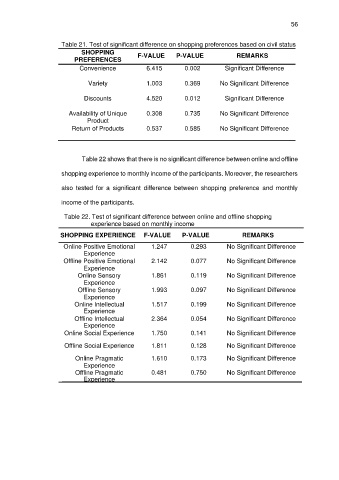 56
Table 21. Test of significant difference on shopping preferences based on civil status
SHOPPING PREFERENCES F-VALUE P-VALUE REMARKS
Convenience 6.415 0.002 Significant Difference
Variety 1.003 0.369 No Significant Difference
Discounts 4.520 0.012 Significant Difference
Availability of Unique 0.308 0.735 No Significant Difference
Product
Return of Products 0.537 0.585 No Significant Difference
Table 22 shows that there is no significant difference between online and offline
shopping experience to monthly income of the participants. Moreover, the researchers
also tested for a significant difference between shopping preference and monthly
income of the participants.
Table 22. Test of significant difference between online and offline shopping
experience based on monthly income
SHOPPING EXPERIENCE F-VALUE P-VALUE REMARKS
Online Positive Emotional 1.247 0.293 No Significant Difference
Experience
Offline Positive Emotional 2.142 0.077 No Significant Difference
Experience
Online Sensory 1.861 0.119 No Significant Difference
Experience
Offline Sensory 1.993 0.097 No Significant Difference
Experience
Online Intellectual 1.517 0.199 No Significant Difference
Experience
Offline Intellectual 2.364 0.054 No Significant Difference
Experience
Online Social Experience 1.750 0.141 No Significant Difference
Offline Social Experience 1.811 0.128 No Significant Difference
Online Pragmatic 1.610 0.173 No Significant Difference
Experience
Offline Pragmatic 0.481 0.750 No Significant Difference
Experience